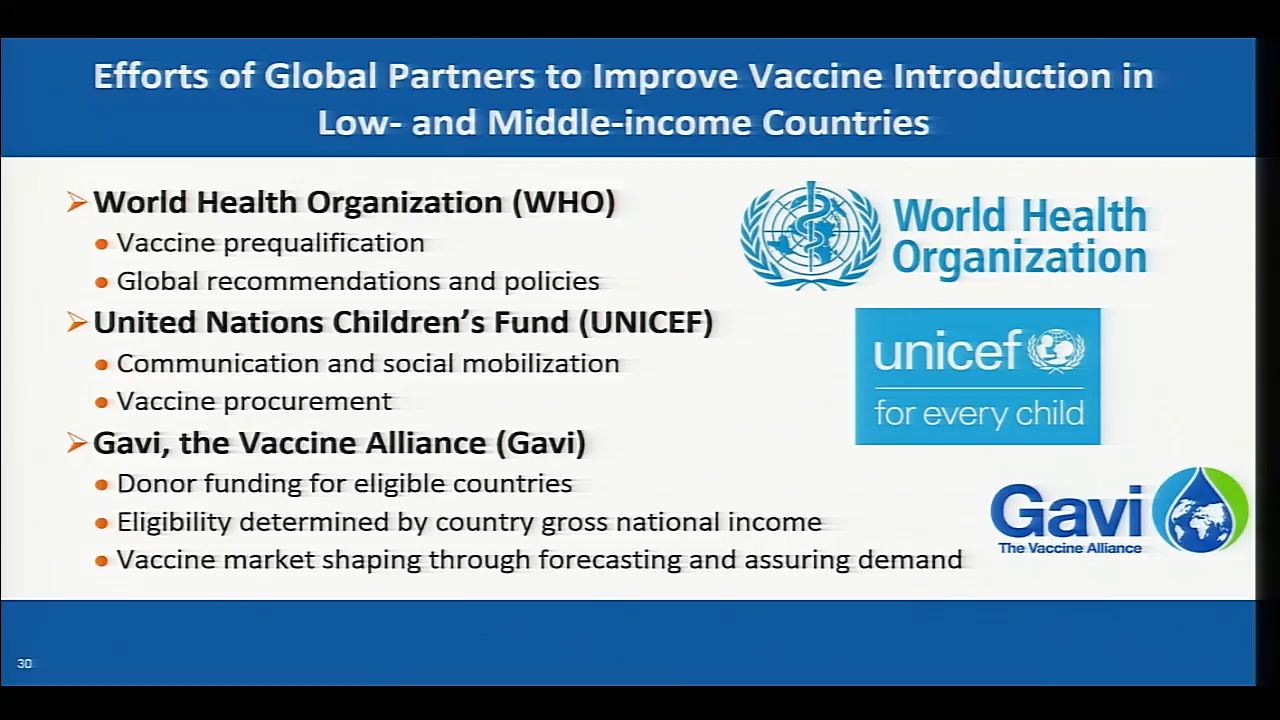 Efforts of Global Partners to Improve Vaccine Introduction in
Low- and Middle-income Countries
World Health Organization (WHO)
Vaccine prequalification
Global recommendations and policies
World Health
Organization
United Nations Children's Fund (UNICEF)
Communication and social mobilization
Vaccine procurement
unicef
for every child
Gavi, the Vaccine Alliance (Gavi)
Donor funding for eligible countries
Eligibility determined by country gross national income
Vaccine market shaping through forecasting and assuring demand
Gavi
The Vaccine Alliance
30